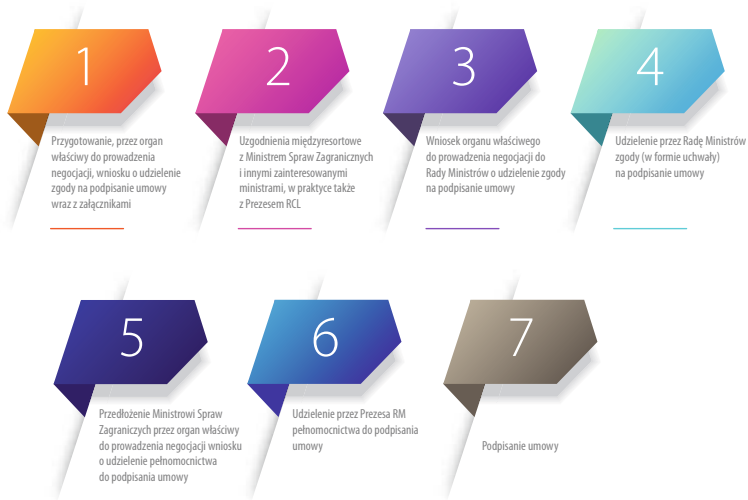 1
Przygotowanie, przez organ
właściwy do prowadzenia
negocjacji, wniosku o udzielenie
zgody na podpisanie umowy
wraz z załącznikami
2
Uzgodnienia międzyresortowe
z Ministrem Spraw Zagranicznych
i innymi zainteresowanymi
ministrami, w praktyce także
z Prezesem RCL
3
Wniosek organu właściwego
do prowadzenia negocjacji do
Rady Ministrów o udzielenie zgody
na podpisanie umowy
4
Udzielenie przez Radę Ministrów
zgody (w formie uchwały)
na podpisanie umowy
5
Przedłożenie Ministrowi Spraw
Zagranicznych przez organ właściwy
do prowadzenia negocjacji wniosku
o udzielenie pełnomocnictwa
do podpisania umowy
6
Udzielenie przez Prezesa RM
pełnomocnictwa do podpisania
umowy
7
Podpisanie umowy